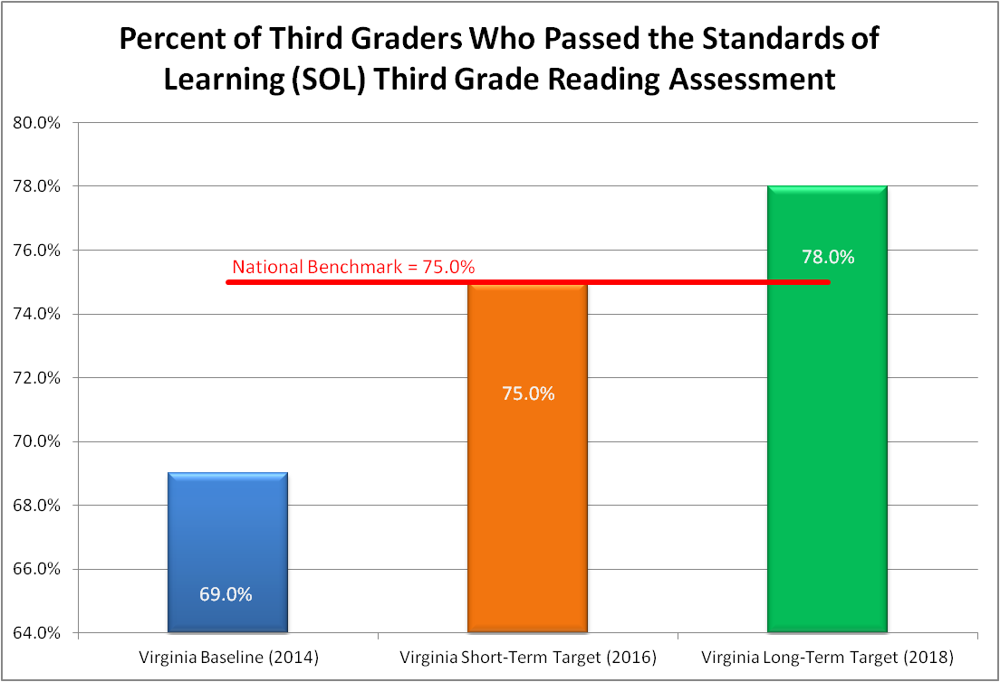 Percent of Third Graders Who Passed the Standards of
Learning (SOL) Third Grade Reading Assessment
80.0%
78.0%
76.0%
74.0%
72.0%
70.0%
68.0%
66.0%
64.0%
National Benchmark = 75.0%
69.0%
75.0%
78.0%
Virginia Baseline (2014)
Virginia Short-Term Target (2016)
Virginia Long-Term Target (2018)